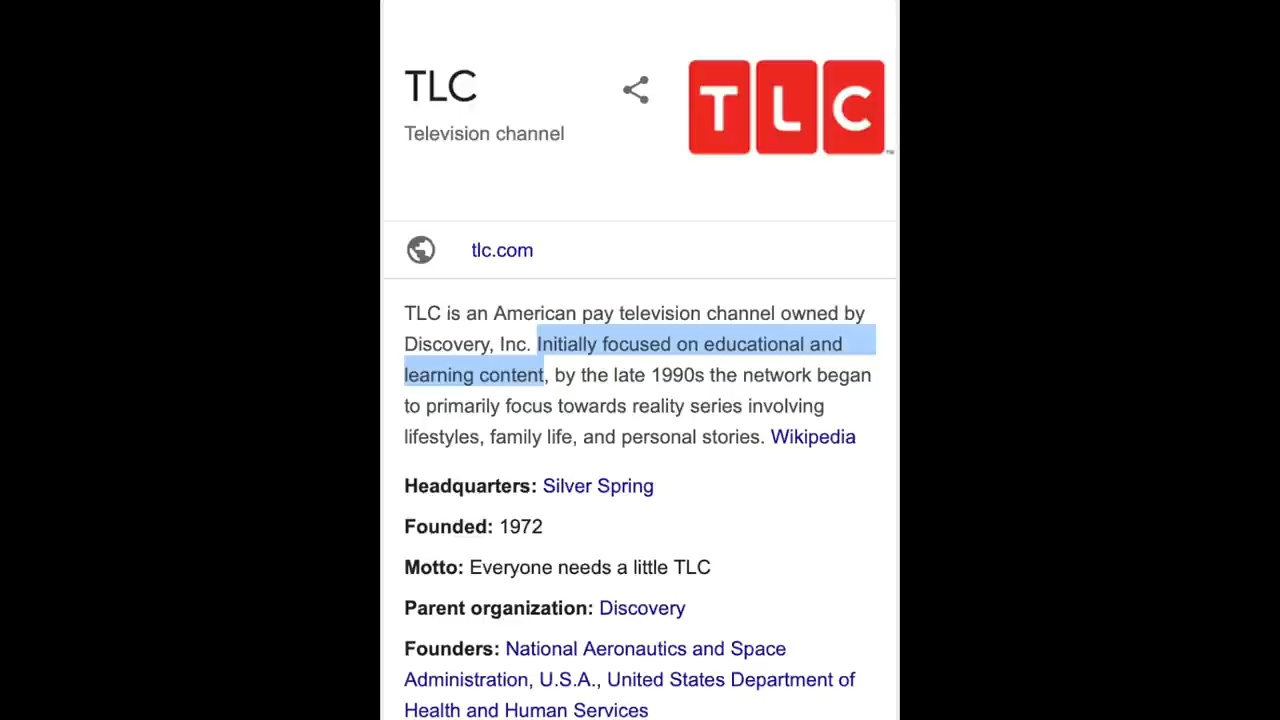 TLC
T L C
TM
Television channel
tlc.com
TLC is an American pay television channel owned by
Discovery, Inc. Initially focused on educational and
learning content, by the late 1990s the network began
to primarily focus towards reality series involving
lifestyles, family life, and personal stories. Wikipedia
Headquarters: Silver Spring
Founded: 1972
Motto: Everyone needs a little TLC
Parent organization: Discovery
Founders: National Aeronautics and Space
Administration, U.S.A., United States Department of
Health and Human Services